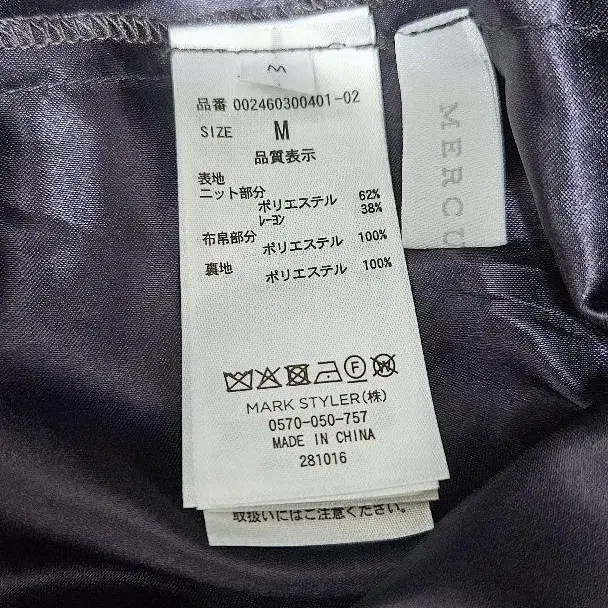 M
品番 002460300401-02
SIZE M
品質表示
表地
ニット部分
ポリエステル 62%
レーヨン 38%
布帛部分
ポリエステル 100%
裏地
ポリエステル 100%
F W
MARK STYLER(株)
0570-050-757
MADE IN CHINA
281016
取扱いにはご注意ください。
MERCU